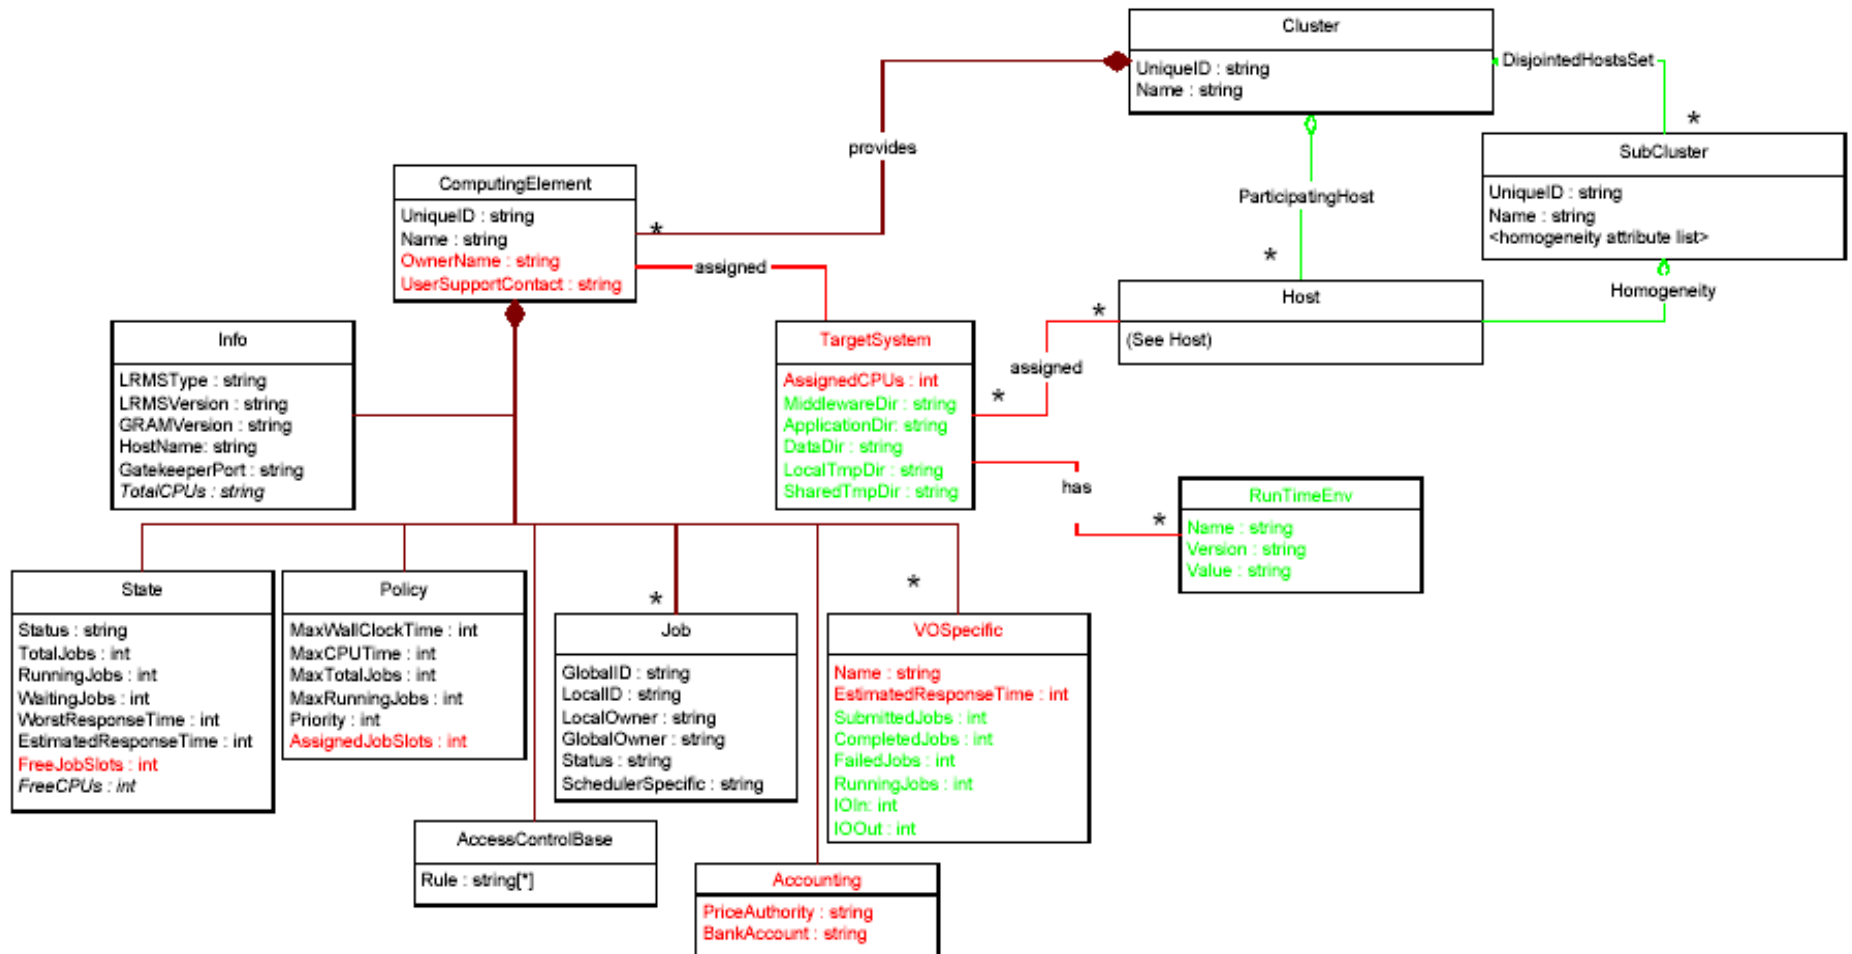 Cluster
UniqueID : string
Name : string
DisjointedHostsSet
*
provides
SubCluster
UniqueID : string
Name : string
<homogeneity attribute list>
ParticipatingHost
*
ComputingElement
UniqueID : string
Name : string
OwnerName : string
UserSupportContact : string
*
assigned
Host
(See Host)
Homogeneity
*
assigned
*
Info
LRMSType : string
LRMSVersion : string
GRAMVersion : string
HostName: string
GatekeeperPort : string
TotalCPUs : string
TargetSystem
AssignedCPUs : int
MiddlewareDir : string
ApplicationDir: string
DataDir : string
LocalTmpDir : string
SharedTmpDir : string
has
*
RunTimeEnv
Name : string
Version : string
Value : string
State
Status : string
TotalJobs : int
RunningJobs : int
WaitingJobs : int
WorstResponseTime : int
EstimatedResponseTime : int
FreeJobSlots : int
FreeCPUs : int
Policy
MaxWallClockTime : int
MaxCPUTime : int
MaxTotalJobs : int
MaxRunningJobs : int
Priority : int
AssignedJobSlots : int
*
Job
GlobalID : string
LocalID : string
LocalOwner : string
GlobalOwner : string
Status : string
SchedulerSpecific : string
*
VOSpecific
Name : string
EstimatedResponseTime : int
SubmittedJobs : int
CompletedJobs : int
FailedJobs : int
RunningJobs : int
IOIn: int
IOOut : int
AccessControlBase
Rule : string[*]
Accounting
PriceAuthority : string
BankAccount : string